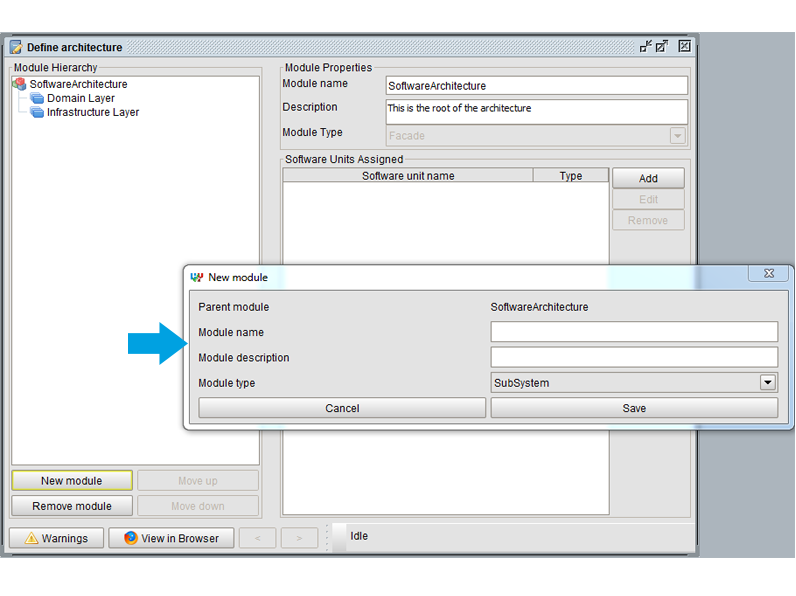 Define architecture
Module Hierarchy
SoftwareArchitecture
Domain Layer
Infrastructure Layer
Module Properties
Module name
SoftwareArchitecture
Description
This is the root of the architecture
Module Type
Facade
Software Units Assigned
Software unit name
Type
Add
Edit
Remove
New module
Parent module
SoftwareArchitecture
Module name
Module description
Module type
SubSystem
Cancel
Save
New module
Move up
Remove module
Move down
Warnings
View in Browser
<
>
Idle